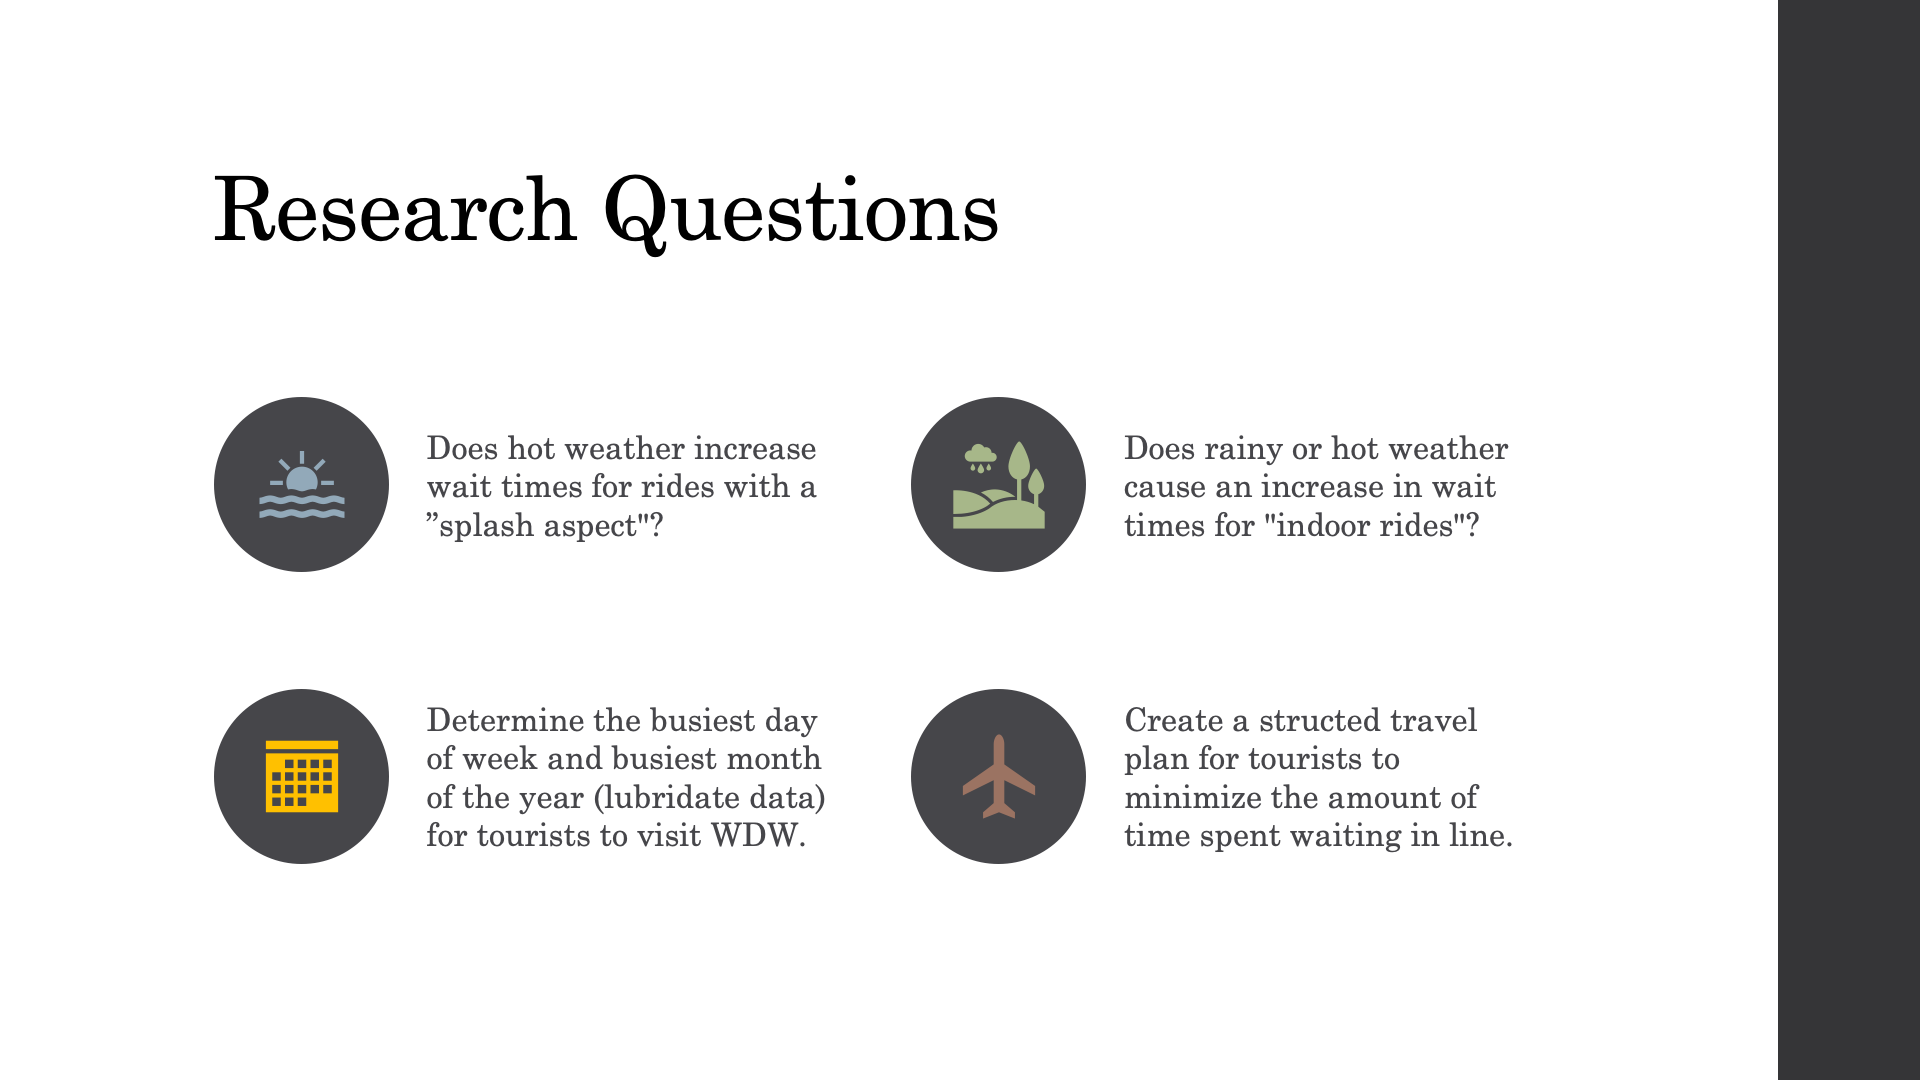 Research Questions
Does hot weather increase
wait times for rides with a
”splash aspect"?
Does rainy or hot weather
cause an increase in wait
times for "indoor rides"?
Determine the busiest day
of week and busiest month
of the year (lubridate data)
for tourists to visit WDW.
Create a structed travel
plan for tourists to
minimize the amount of
time spent waiting in line.